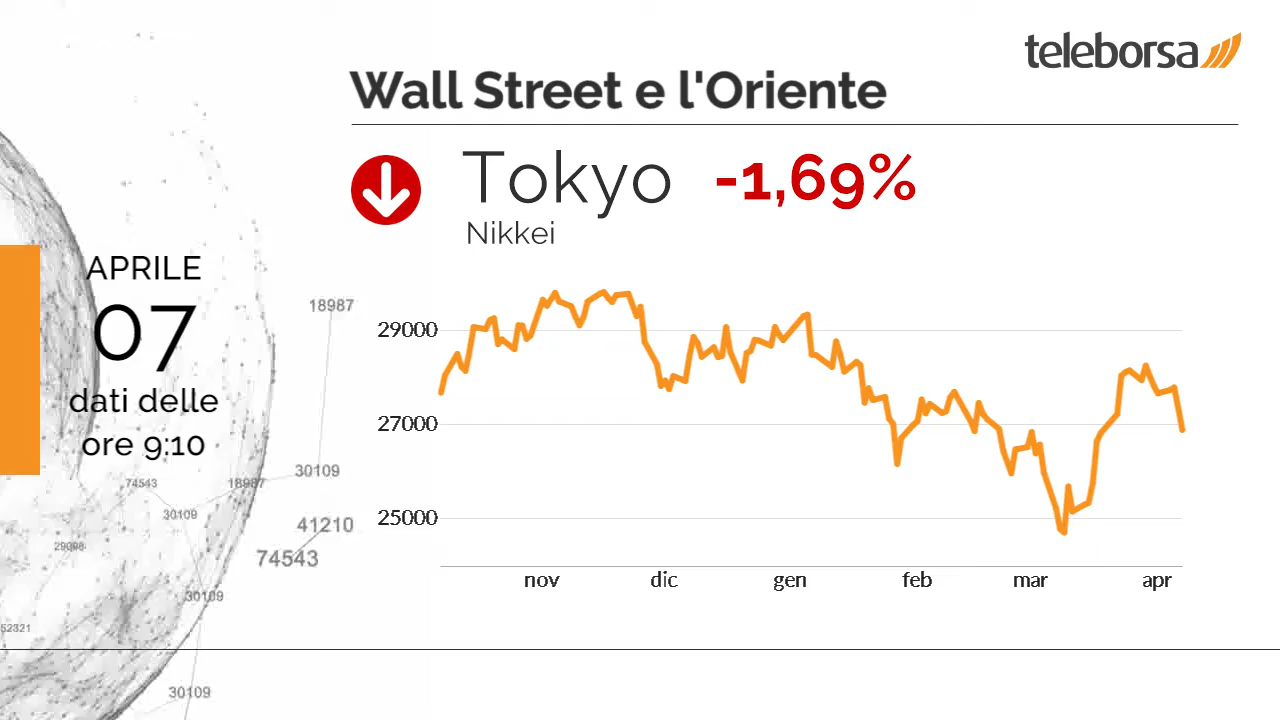 teleborsa
Wall Street e l'Oriente
Tokyo -1,69%
Nikkei
APRILE
07
dati delle
ore 9:10
29000
27000
25000
nov dic gen feb mar apr
18987
30109
74543 18987
30109
41210
74543
30109
52321
30109